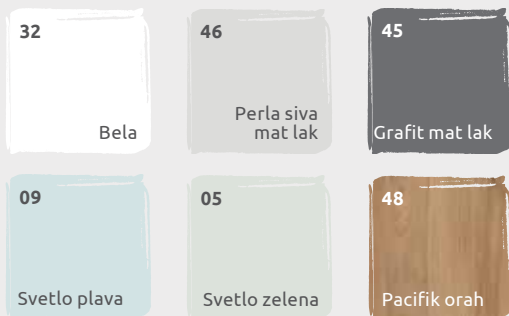 32
Bela
46
Perla siva
mat lak
45
Grafit mat lak
09
Svetlo plava
05
Svetlo zelena
48
Pacifik orah